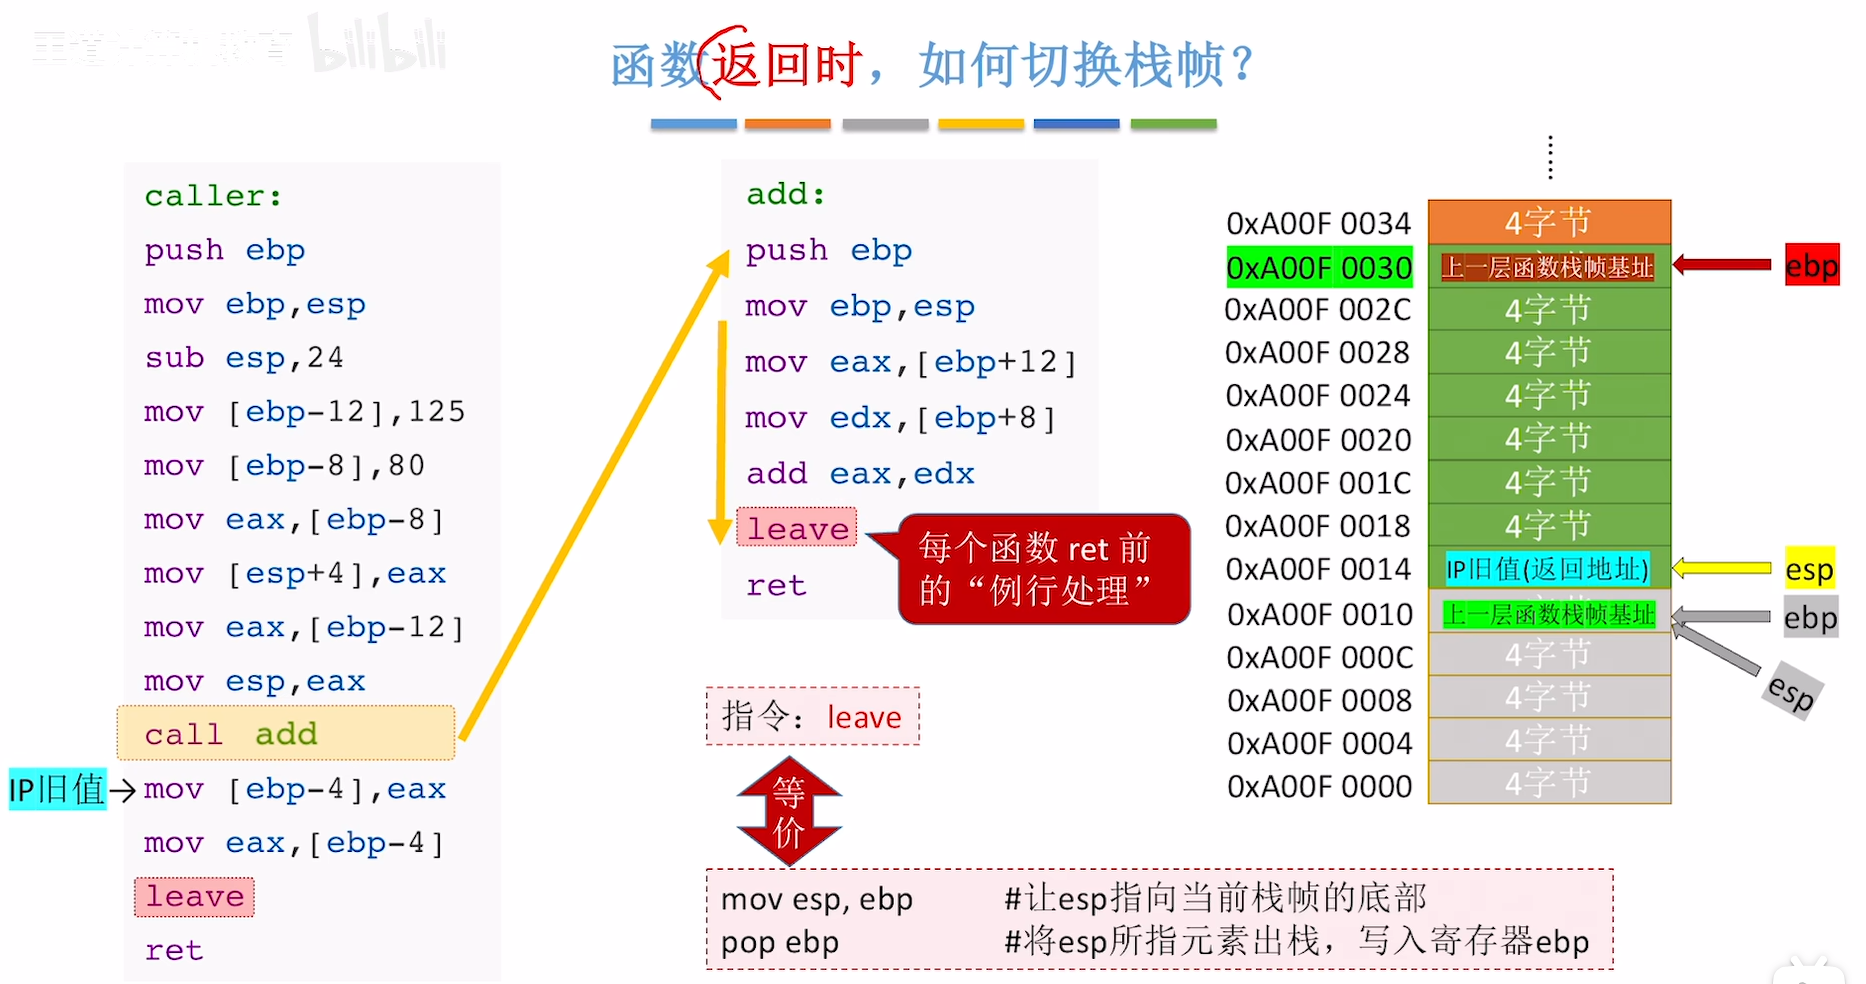 bilibili
函数返回时，如何切换栈帧？
caller:
push ebp
mov ebp,esp
sub esp,24
mov [ebp-12],125
mov [ebp-8],80
mov eax,[ebp-8]
mov [esp+4],eax
mov eax,[ebp-12]
mov esp,eax
call add
IP旧值→mov [ebp-4],eax
mov eax,[ebp-4]
leave
ret
add:
push ebp
mov ebp,esp
mov eax,[ebp+12]
mov edx,[ebp+8]
add eax,edx
leave
ret
每个函数 ret 前
的“例行处理”
指令：leave
等
价
mov esp, ebp #让esp指向当前栈帧的底部
pop ebp #将esp所指元素出栈，写入寄存器ebp
0xA00F 0034 4字节
0xA00F 0030 上一层函数栈帧基址 ebp
0xA00F 002C 4字节
0xA00F 0028 4字节
0xA00F 0024 4字节
0xA00F 0020 4字节
0xA00F 001C 4字节
0xA00F 0018 4字节
0xA00F 0014 IP旧值(返回地址) esp
0xA00F 0010 上一层函数栈帧基址 ebp
0xA00F 000C 4字节 esp
0xA00F 0008 4字节
0xA00F 0004 4字节
0xA00F 0000 4字节